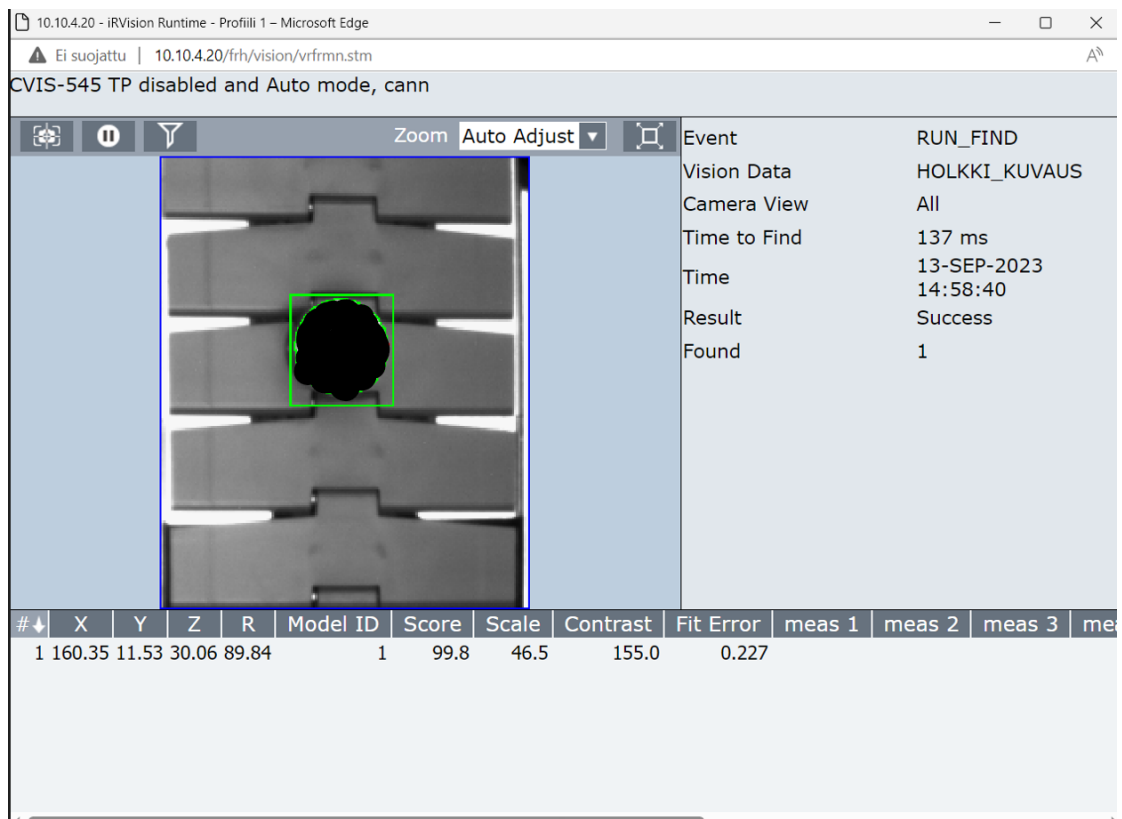 10.10.4.20 - iRVision Runtime - Profiili 1 – Microsoft Edge
Ei suojattu | 10.10.4.20/frh/vision/vrfrmn.stm
CVIS-545 TP disabled and Auto mode, cann
Zoom Auto Adjust
Event RUN_FIND
Vision Data HOLKKI_KUVAUS
Camera View All
Time to Find 137 ms
Time 13-SEP-2023
14:58:40
Result Success
Found 1
# X Y Z R Model ID Score Scale Contrast Fit Error meas 1 meas 2 meas 3 mea
1 160.35 11.53 30.06 89.84 1 99.8 46.5 155.0 0.227